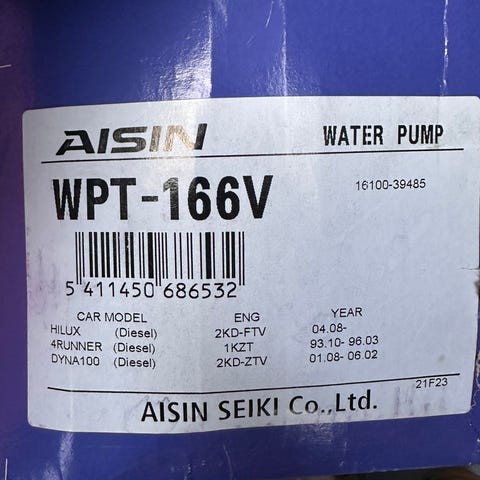 AISIN WATER PUMP
WPT-166V 16100-39485
5 411450 686532
CAR MODEL ENG YEAR
HILUX (Diesel) 2KD-FTV 04.08-
4RUNNER (Diesel) 1KZT 93.10- 96.03
DYNA100 (Diesel) 2KD-ZTV 01.08- 06.02
21F23
AISIN SEIKI Co.,Ltd.